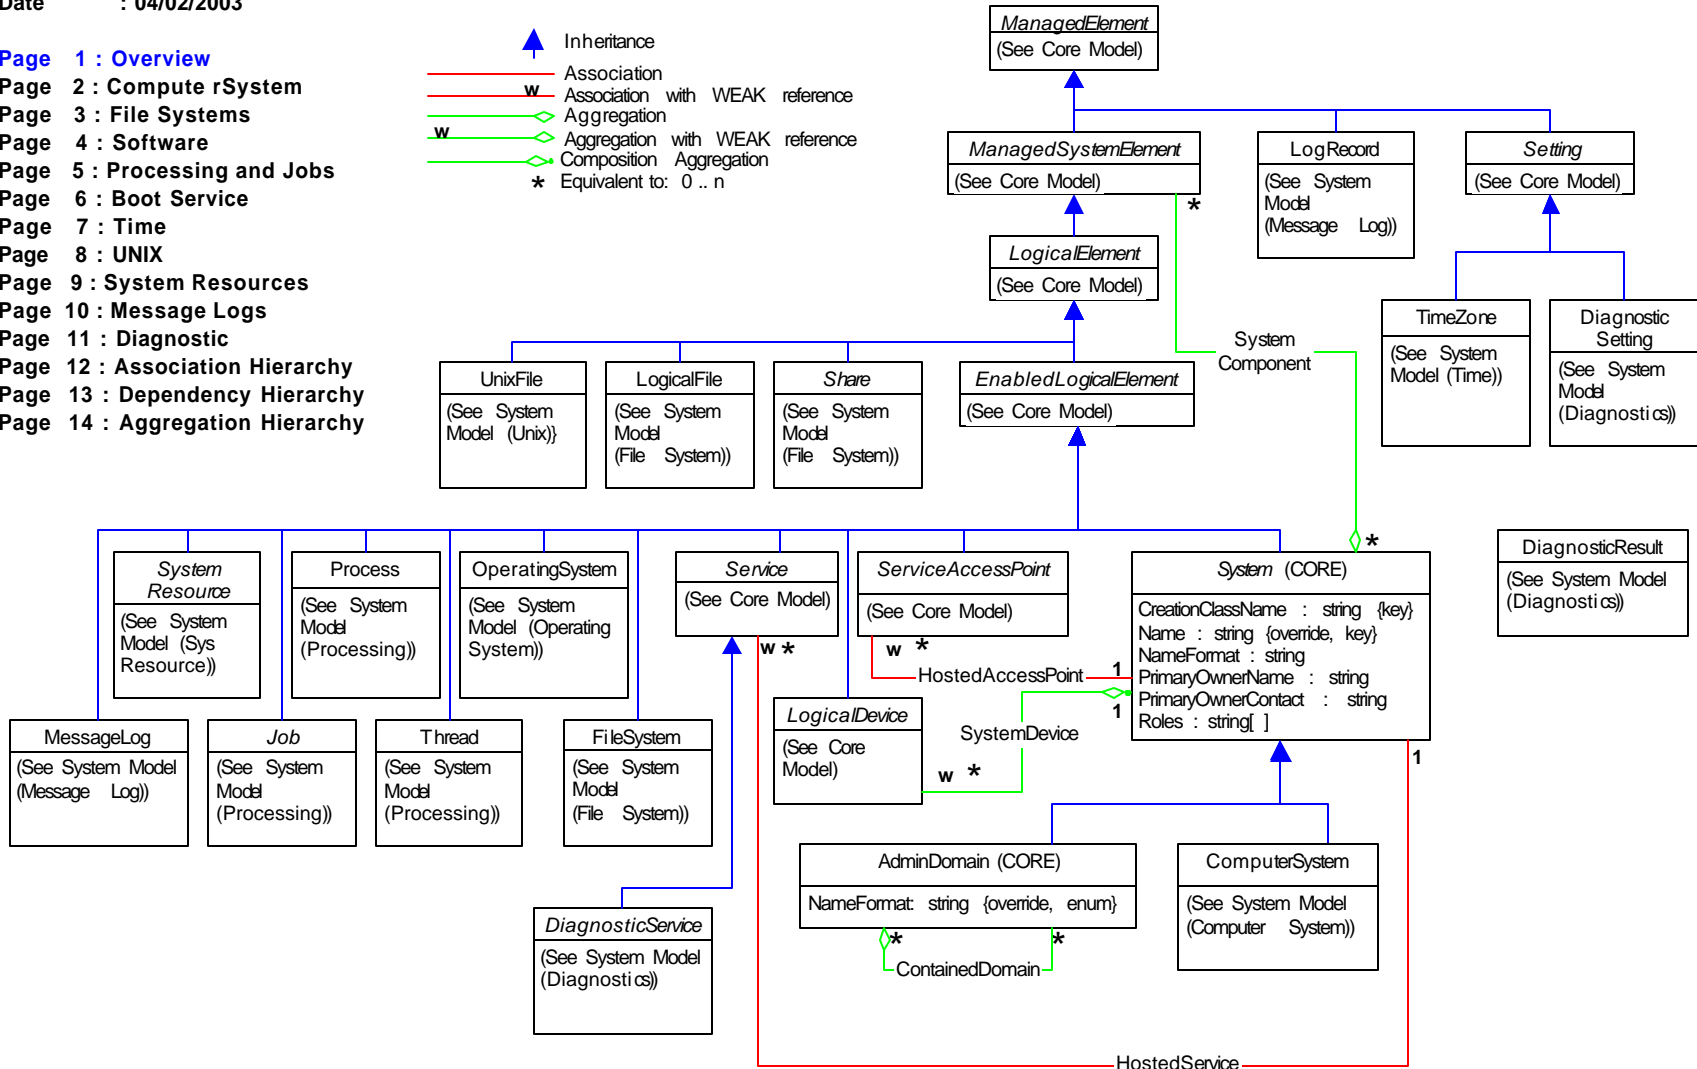 Date : 04/02/2003
Page 1 : Overview
Page 2 : Compute rSystem
Page 3 : File Systems
Page 4 : Software
Page 5 : Processing and Jobs
Page 6 : Boot Service
Page 7 : Time
Page 8 : UNIX
Page 9 : System Resources
Page 10 : Message Logs
Page 11 : Diagnostic
Page 12 : Association Hierarchy
Page 13 : Dependency Hierarchy
Page 14 : Aggregation Hierarchy
Inheritance
Association
w Association with WEAK reference
Aggregation
w Aggregation with WEAK reference
Composition Aggregation
* Equivalent to: 0 .. n
ManagedElement
(See Core Model)
ManagedSystemElement
(See Core Model)
*
LogRecord
(See System
Model
(Message Log))
Setting
(See Core Model)
LogicalElement
(See Core Model)
TimeZone
(See System
Model (Time))
Diagnostic
Setting
(See System
Model
(Diagnostics))
System
Component
UnixFile
(See System
Model (Unix)}
LogicalFile
(See System
Model
(File System))
Share
(See System
Model
(File System))
EnabledLogicalElement
(See Core Model)
System
Resource
(See System
Model (Sys
Resource))
Process
(See System
Model
(Processing))
OperatingSystem
(See System
Model (Operating
System))
Service
(See Core Model)
w *
ServiceAccessPoint
(See Core Model)
w *
HostedAccessPoint
1
*
System (CORE)
CreationClassName : string {key}
Name : string {override, key}
NameFormat : string
PrimaryOwnerName : string
PrimaryOwnerContact : string
Roles : string[ ]
DiagnosticResult
(See System Model
(Diagnostics))
MessageLog
(See System Model
(Message Log))
Job
(See System
Model
(Processing))
Thread
(See System
Model
(Processing))
FileSystem
(See System
Model
(File System))
LogicalDevice
(See Core
Model)
1
SystemDevice
w *
1
AdminDomain (CORE)
NameFormat: string {override, enum}
* *
ContainedDomain
ComputerSystem
(See System Model
(Computer System))
DiagnosticService
(See System Model
(Diagnostics))
HostedService